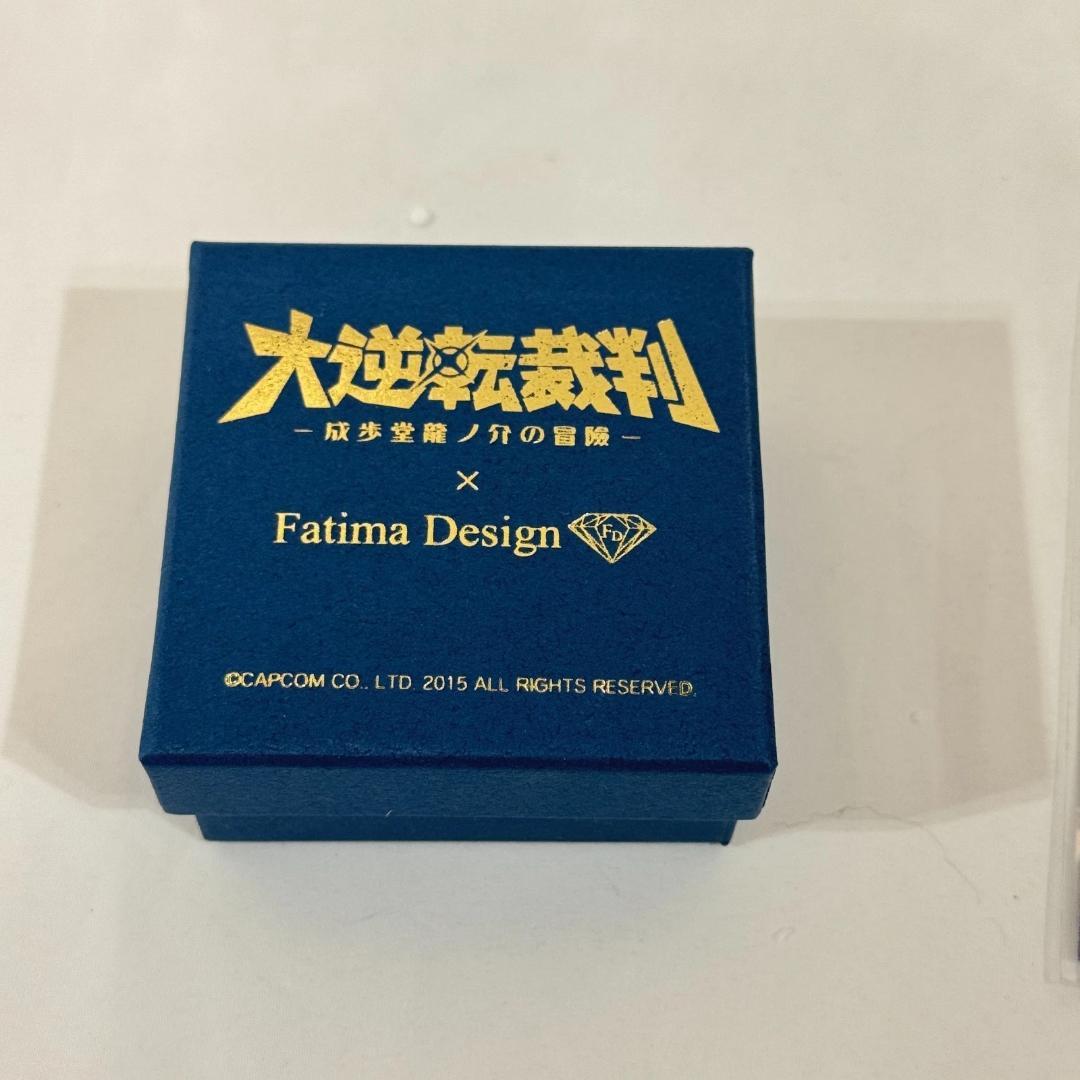 大逆転裁判
－成歩堂龍ノ介の冒險－
×
Fatima Design FD
©CAPCOM CO., LTD. 2015 ALL RIGHTS RESERVED.